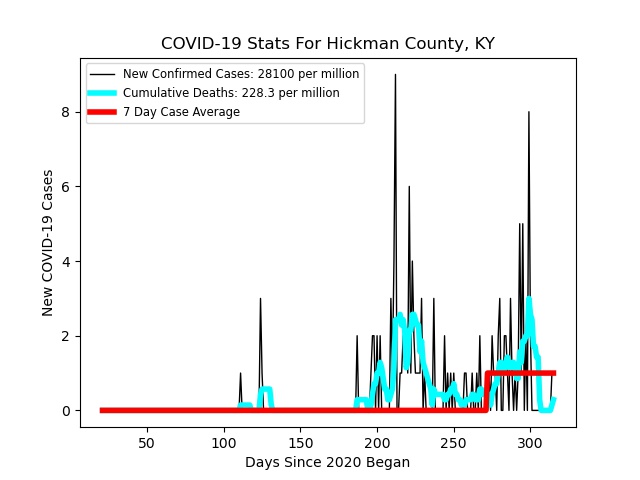 COVID-19 Stats For Hickman County, KY
New Confirmed Cases: 28100 per million
Cumulative Deaths: 228.3 per million
7 Day Case Average
New COVID-19 Cases
8
6
4
2
0
50 100 150 200 250 300
Days Since 2020 Began